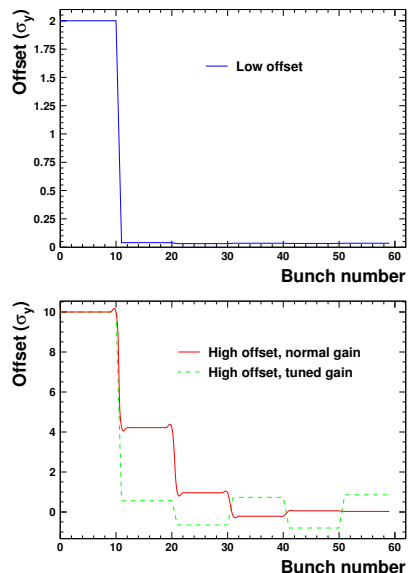 Offset (σy)
2
1.75
1.5
1.25
1
0.75
0.5
0.25
0
Low offset
0 10 20 30 40 50 60
Bunch number
Offset (σy)
10
8
6
4
2
0
High offset, normal gain
High offset, tuned gain
0 10 20 30 40 50 60
Bunch number